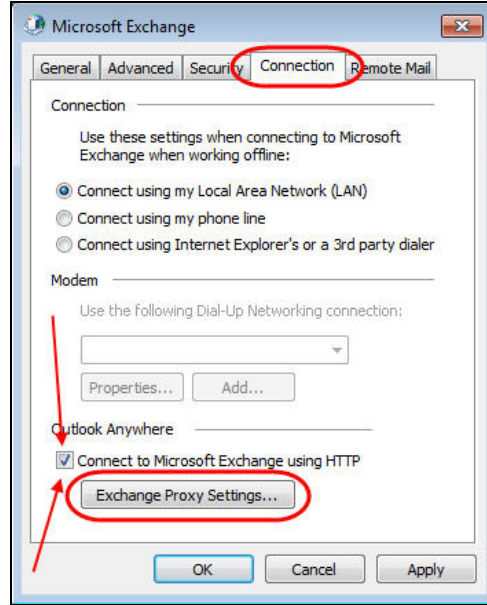 Microsoft Exchange
General Advanced Security Connection Remote Mail
Connection
Use these settings when connecting to Microsoft
Exchange when working offline:
Connect using my Local Area Network (LAN)
Connect using my phone line
Connect using Internet Explorer's or a 3rd party dialer
Modem
Use the following Dial-Up Networking connection:
Properties... Add...
Outlook Anywhere
Connect to Microsoft Exchange using HTTP
Exchange Proxy Settings...
OK Cancel Apply